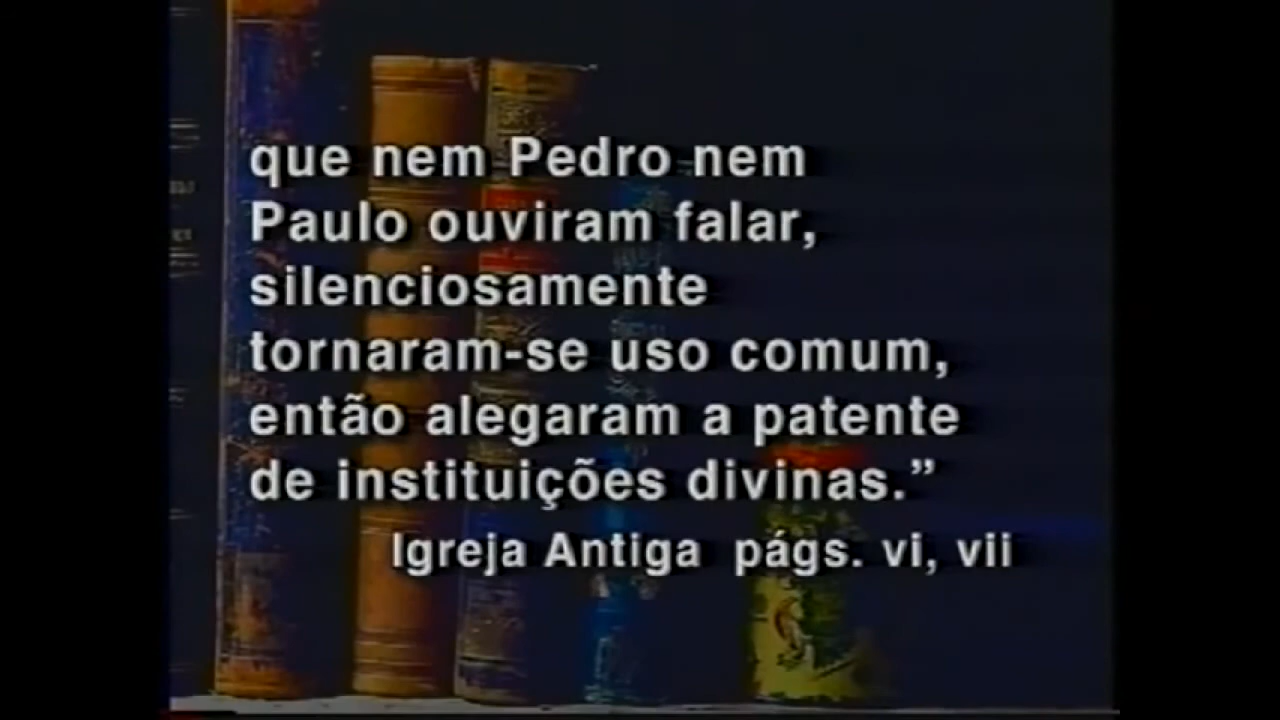 que nem Pedro nem
Paulo ouviram falar,
silenciosamente
tornaram-se uso comum,
então alegaram a patente
de instituições divinas.”
Igreja Antiga págs. vi, vii